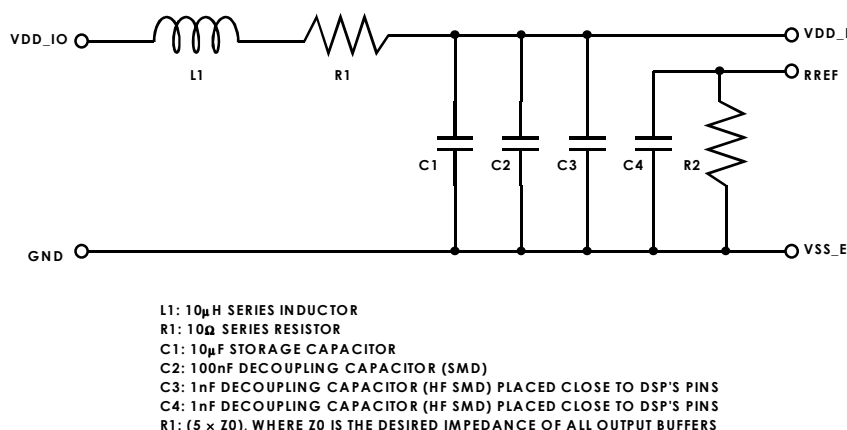 VDD_IO
L1
R1
VDD_
RREF
C1
C2
C3
C4
R2
GND
VSS_E
L1: 10µH SERIES INDUCTOR
R1: 10Ω SERIES RESISTOR
C1: 10µF STORAGE CAPACITOR
C2: 100nF DECOUPLING CAPACITOR (SMD)
C3: 1nF DECOUPLING CAPACITOR (HF SMD) PLACED CLOSE TO DSP'S PINS
C4: 1nF DECOUPLING CAPACITOR (HF SMD) PLACED CLOSE TO DSP'S PINS
R1: (5 × Z0), WHERE Z0 IS THE DESIRED IMPEDANCE OF ALL OUTPUT BUFFERS